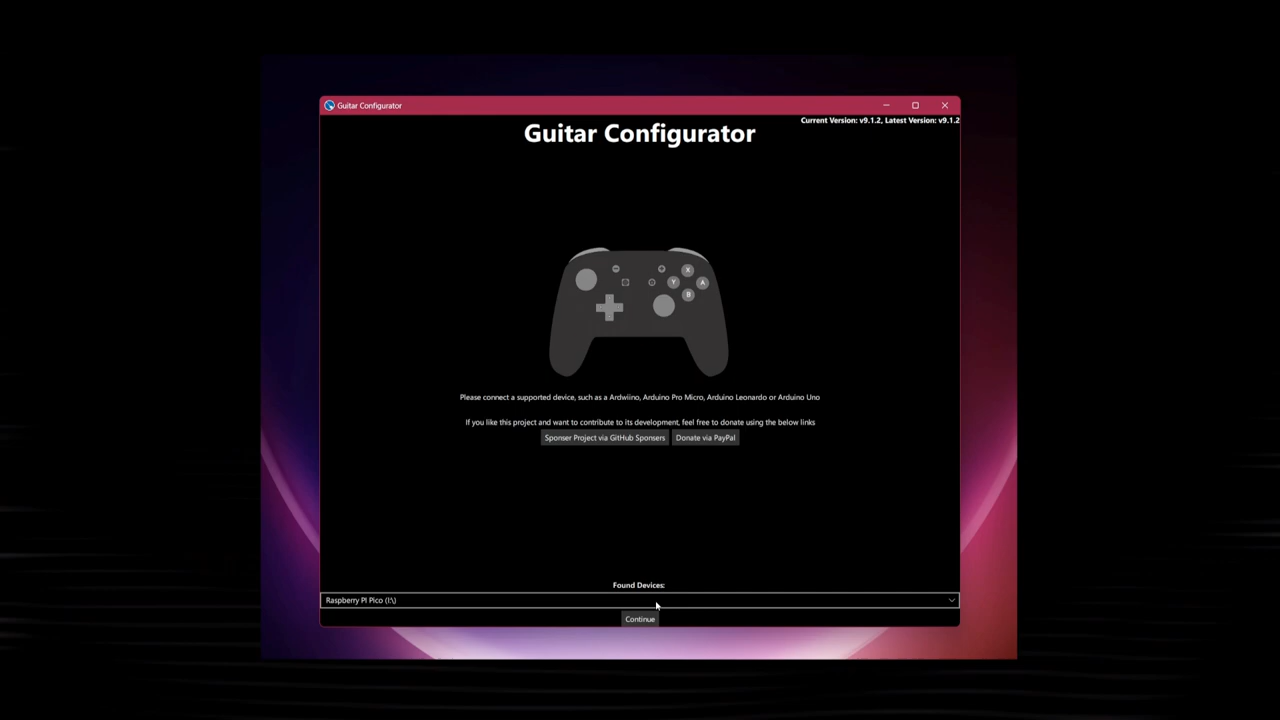 Guitar Configurator
Current Version: v9.1.2, Latest Version: v9.1.2
Guitar Configurator
X
Y
A
B
Please connect a supported device, such as a Ardwiino, Arduino Pro Micro, Arduino Leonardo or Arduino Uno
If you like this project and want to contribute to its development, feel free to donate using the below links
Sponser Project via GitHub Sponsers
Donate via PayPal
Found Devices:
Raspberry PI Pico (I:\)
Continue